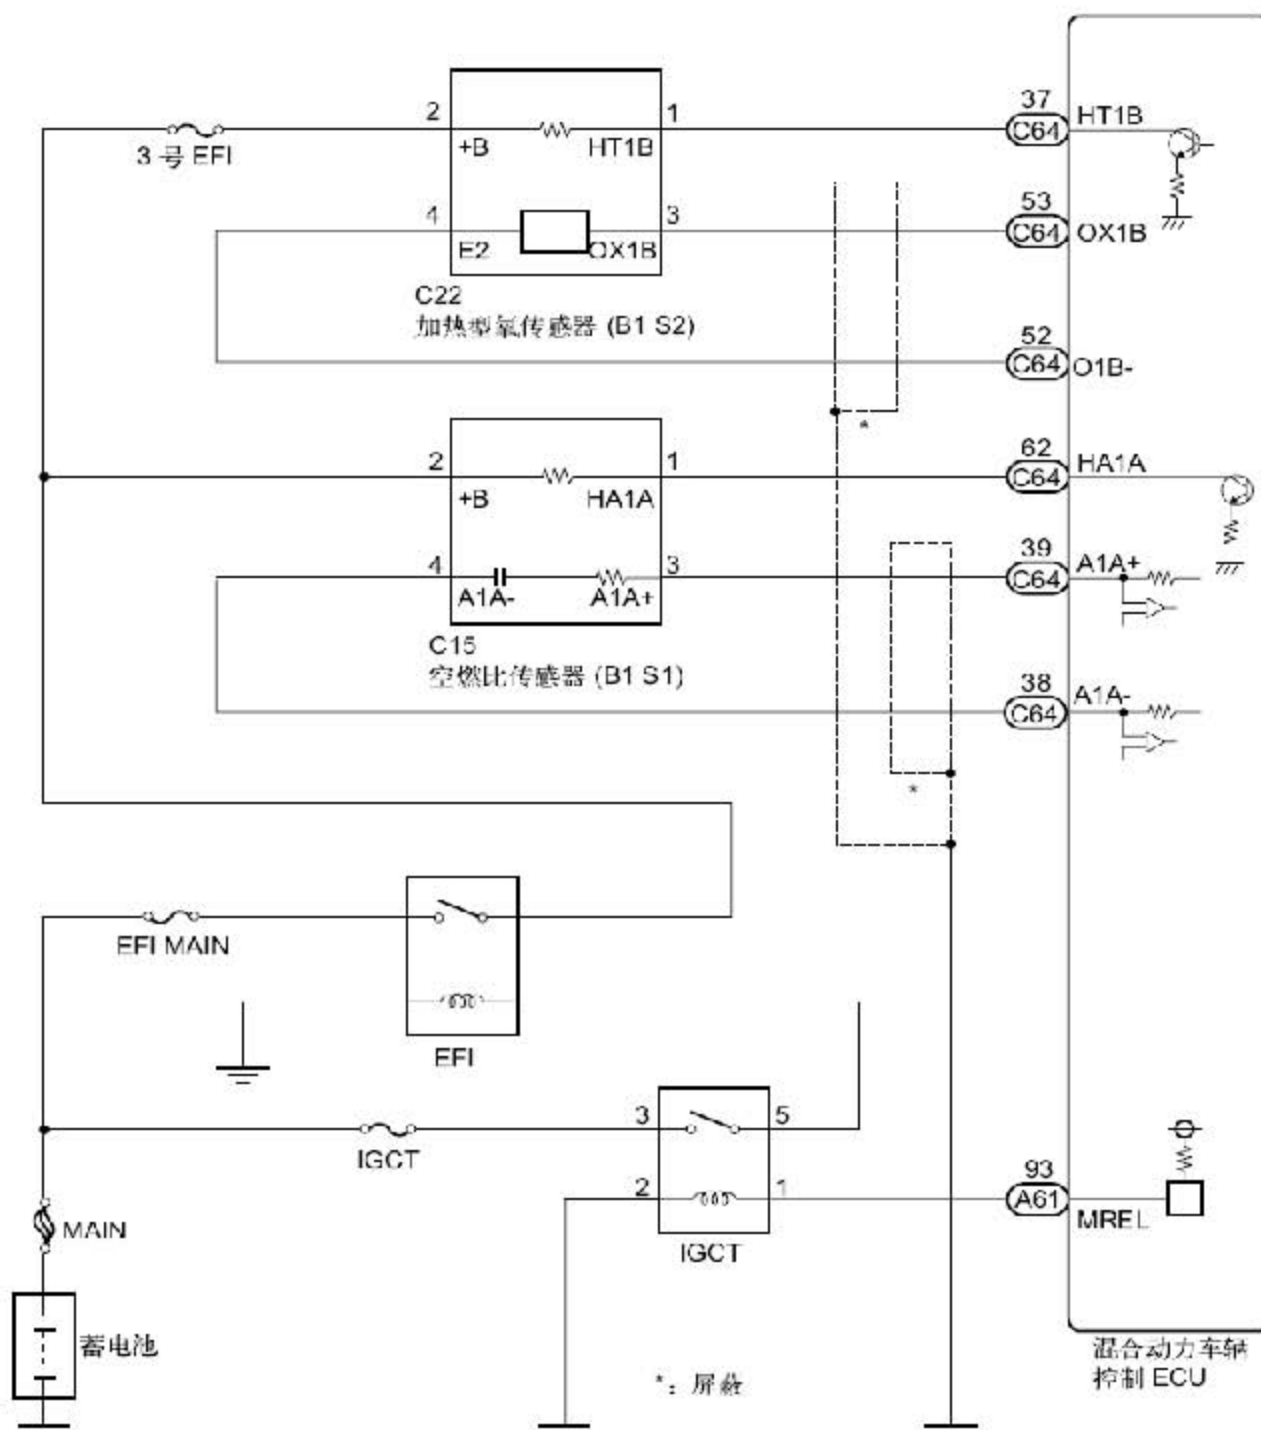 37
HT1B
C64
2
1
+B
HT1B
3 号 EFI
53
C64
OX1B
4
3
E2
OX1B
C22
加热型氧传感器 (B1 S2)
52
C64
O1B-
*
62
HA1A
C64
2
1
+B
HA1A
39
A1A+
C64
4
3
A1A-
A1A+
C15
空燃比传感器 (B1 S1)
38
A1A-
C64
*
EFI MAIN
EFI
3
5
IGCT
93
A61
MREL
2
1
IGCT
MAIN
蓄电池
混合动力车辆
控制 ECU
*：屏蔽